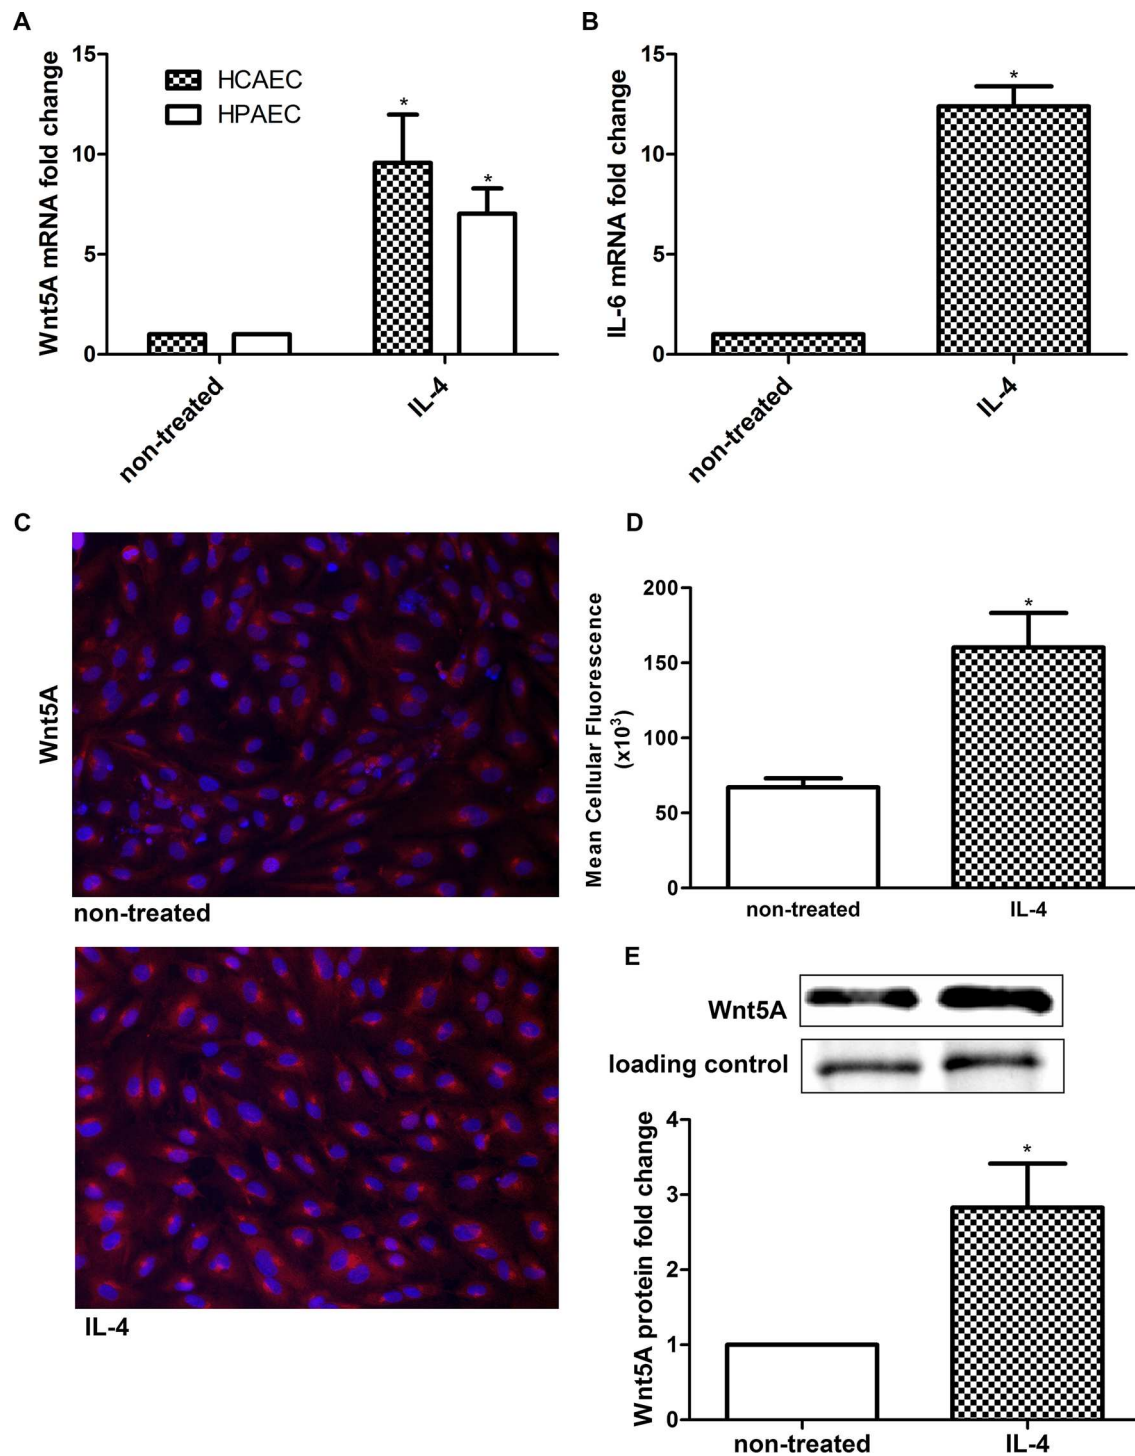 A
Wnt5A mRNA fold change
15
10
5
0
HCAEC
HPAEC
*
*
non-treated
IL-4
B
IL-6 mRNA fold change
15
10
5
0
*
non-treated
IL-4
C
Wnt5A
non-treated
IL-4
D
Mean Cellular Fluorescence
(x10³)
200
150
100
50
0
*
non-treated
IL-4
E
Wnt5A
loading control
Wnt5A protein fold change
4
3
2
1
0
*
non-treated
IL-4